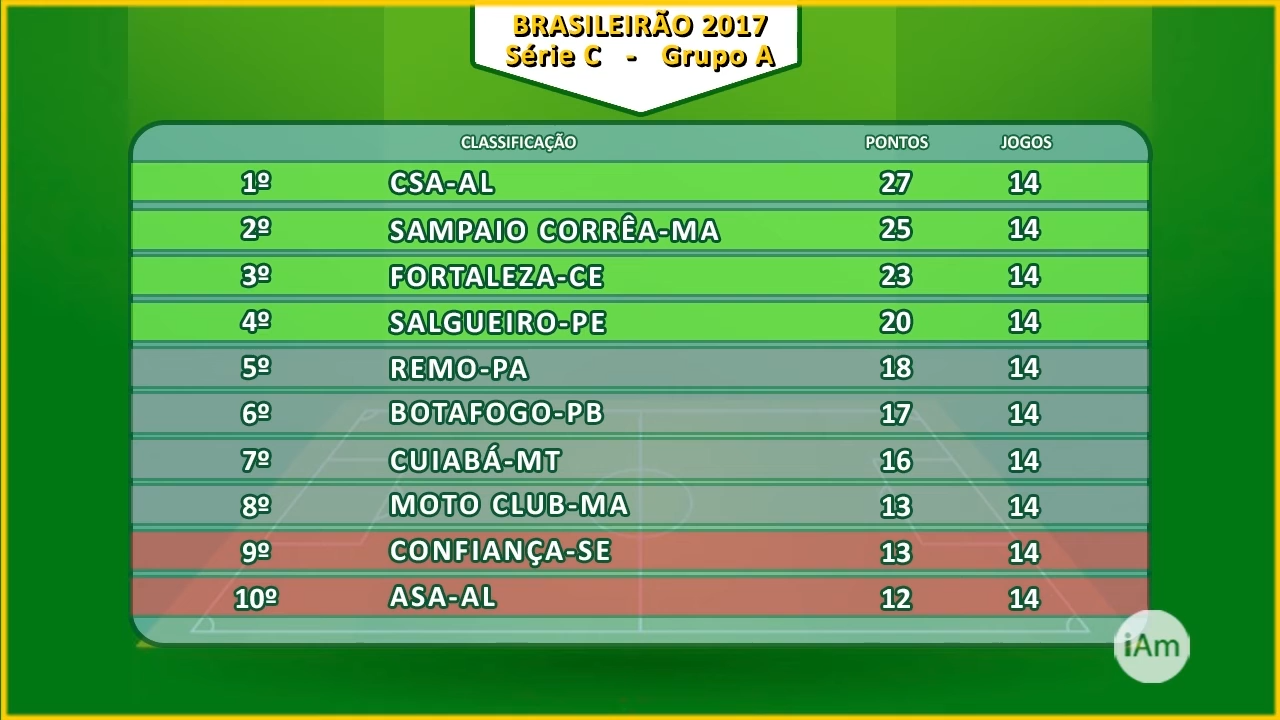 BRASILEIRÃO 2017
Série C - Grupo A
CLASSIFICAÇÃO PONTOS JOGOS
1º CSA-AL 27 14
2º SAMPAIO CORRÊA-MA 25 14
3º FORTALEZA-CE 23 14
4º SALGUEIRO-PE 20 14
5º REMO-PA 18 14
6º BOTAFOGO-PB 17 14
7º CUIABÁ-MT 16 14
8º MOTO CLUB-MA 13 14
9º CONFIANÇA-SE 13 14
10º ASA-AL 12 14
iAm